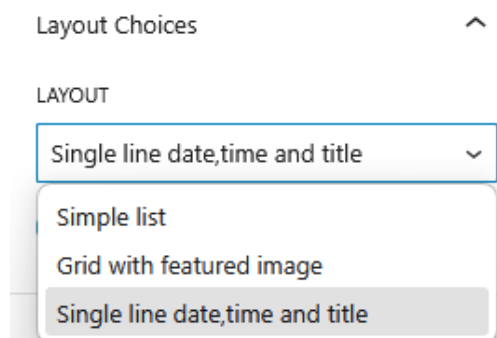 Layout Choices
LAYOUT
Single line date,time and title
Simple list
Grid with featured image
Single line date,time and title